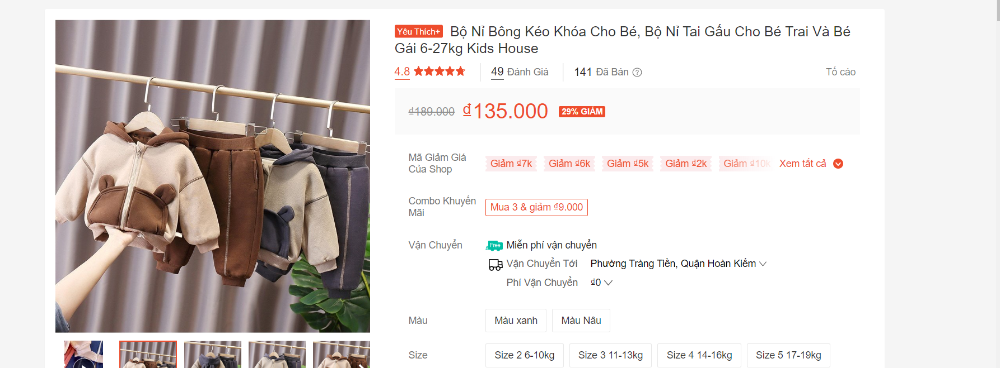 Yêu Thích+ Bộ Nỉ Bông Kéo Khóa Cho Bé, Bộ Nỉ Tai Gấu Cho Bé Trai Và Bé
Gái 6-27kg Kids House
4.8 49 Đánh Giá 141 Đã Bán ? Tố cáo
₫189.000 ₫135.000 29% GIẢM
Mã Giảm Giá
Của Shop
Giảm ₫7k Giảm ₫6k Giảm ₫5k Giảm ₫2k Giảm ₫10k Xem tất cả
Combo Khuyến
Mãi
Mua 3 & giảm ₫9.000
Vận Chuyển Free Miễn phí vận chuyển
Vận Chuyển Tới Phường Tràng Tiền, Quận Hoàn Kiếm
Phí Vận Chuyển ₫0
Màu Màu xanh Màu Nâu
Size Size 2 6-10kg Size 3 11-13kg Size 4 14-16kg Size 5 17-19kg